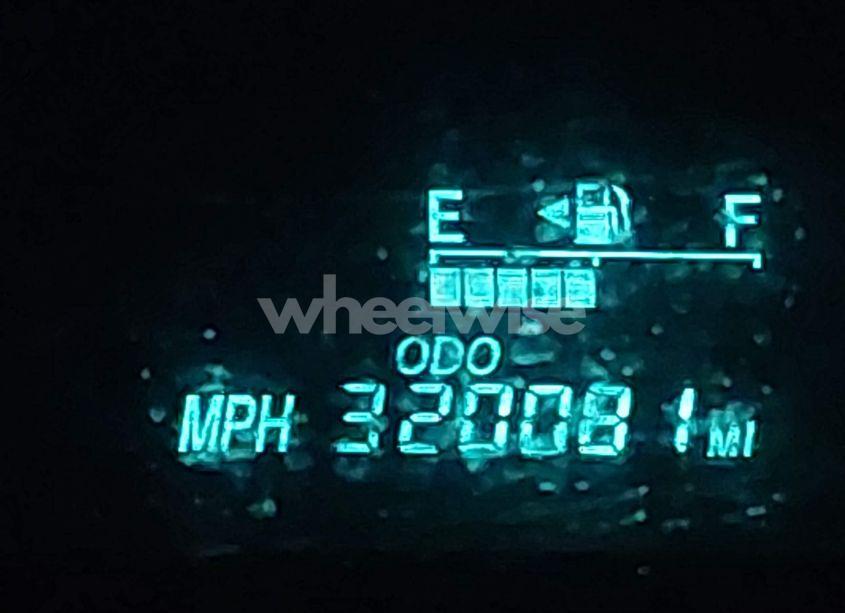 E F
wheelwise
ODO
MPH 320081 MI